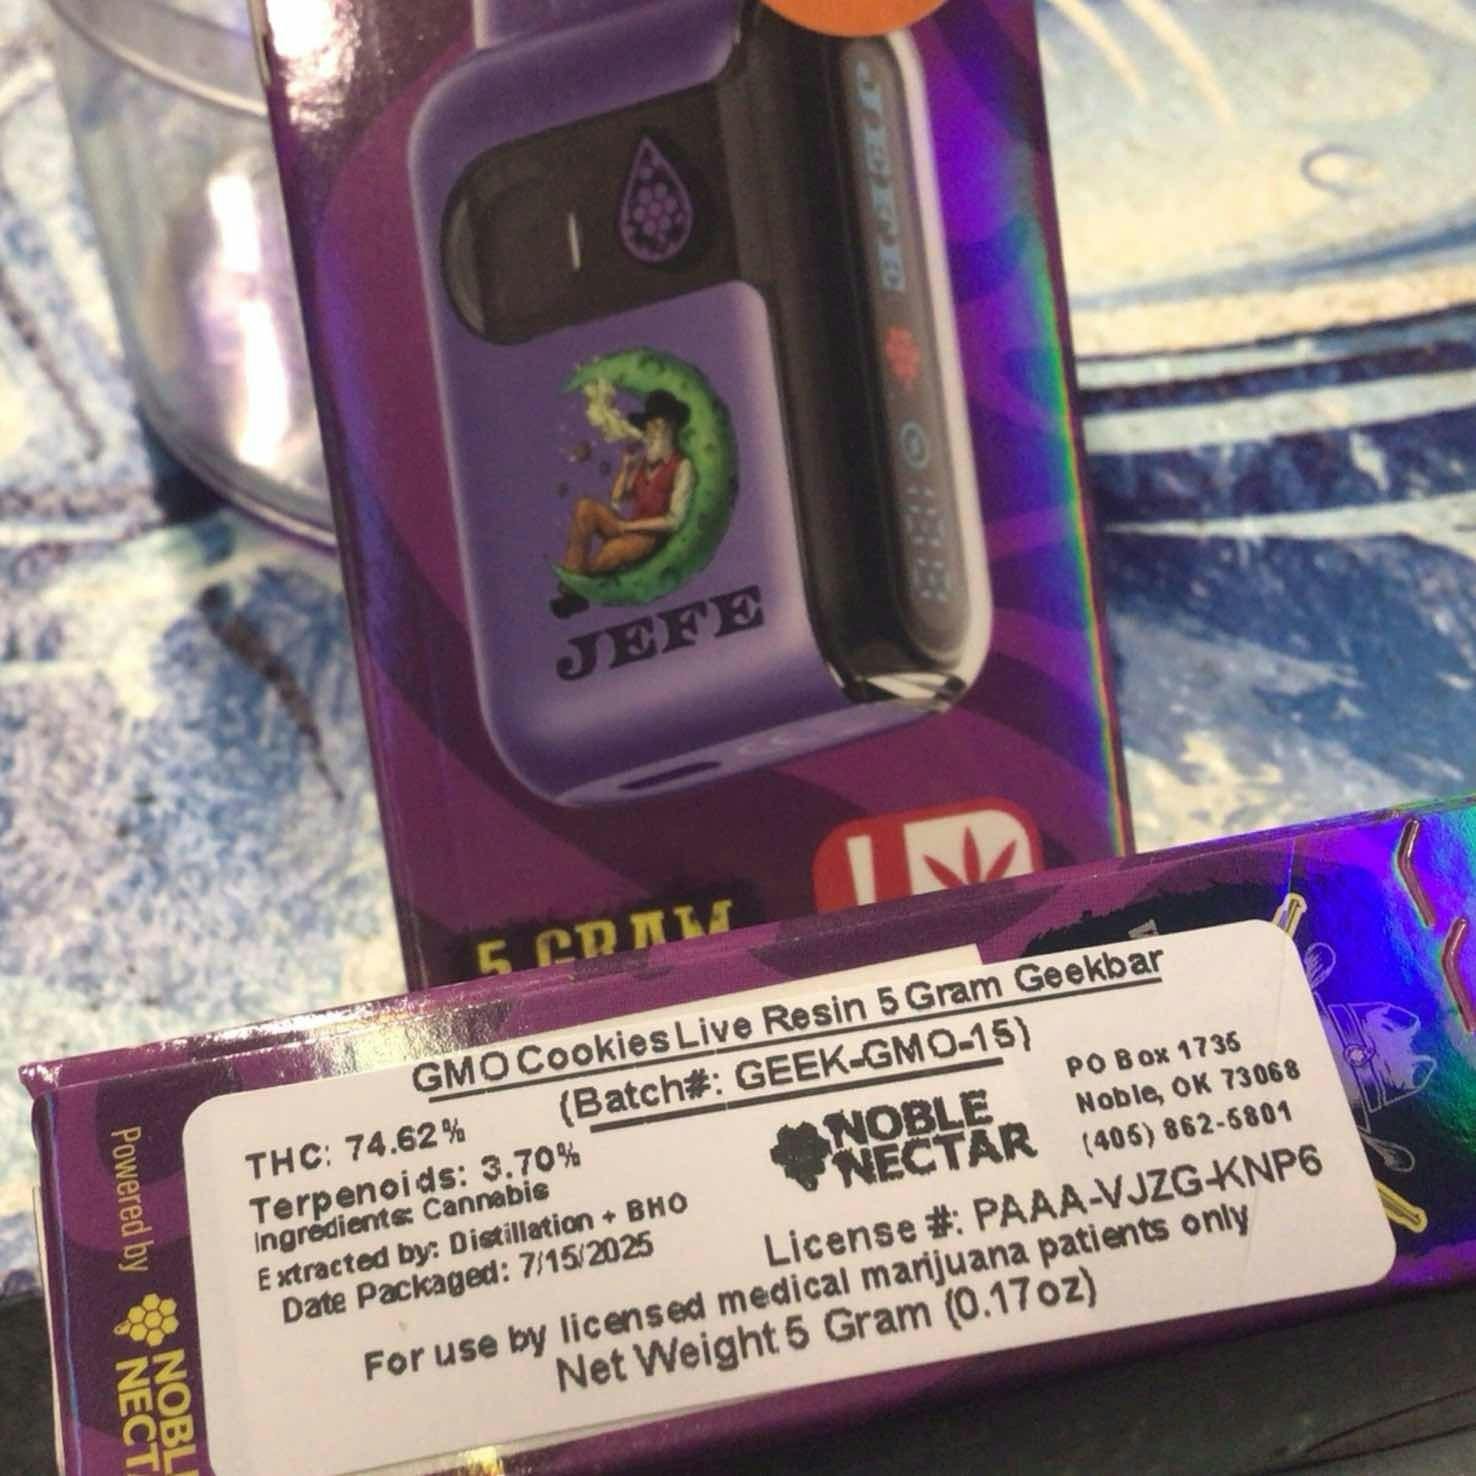 JEFE
JEFE
5 GRAM
GMO Cookies Live Resin 5 Gram Geekbar
(Batch#: GEEK-GMO-15)
THC: 74.62%
Terpenoids: 3.70%
Ingredients: Cannabis
Extracted by: Distillation + BHO
Date Packaged: 7/15/2025
NOBLE
NECTAR
PO Box 1735
Noble, OK 73068
(405) 862-5801
License #: PAAA-VJZG-KNP6
For use by licensed medical marijuana patients only
Net Weight 5 Gram (0.17oz)
Powered by
NOBL
NECT